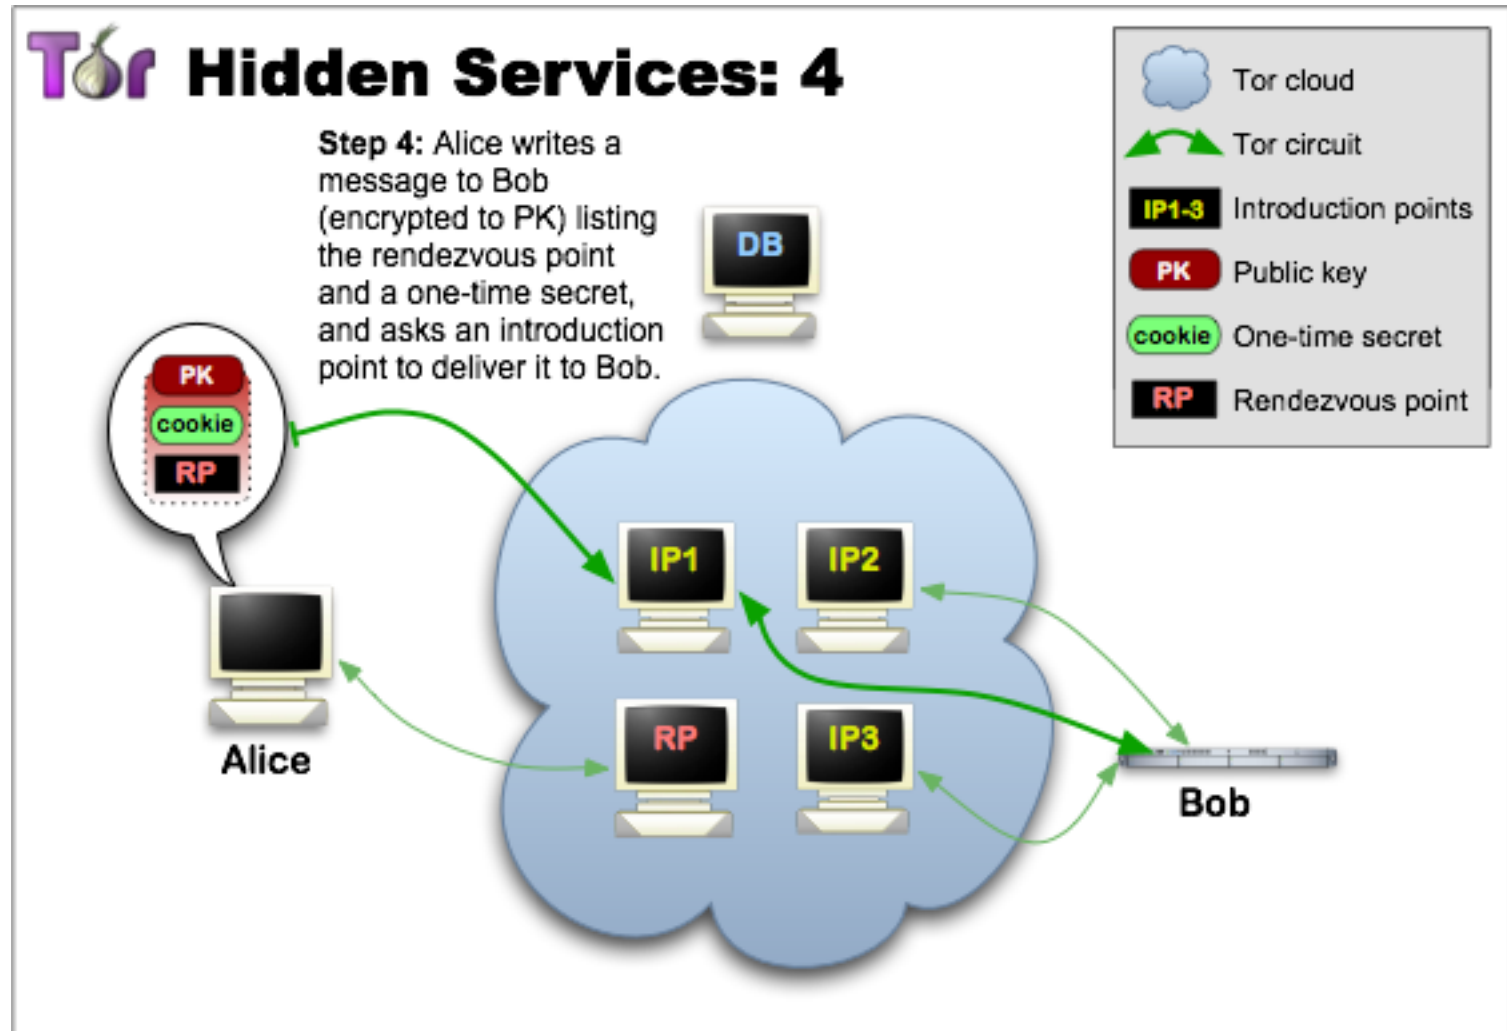 Tor Hidden Services: 4
Step 4: Alice writes a
message to Bob
(encrypted to PK) listing
the rendezvous point
and a one-time secret,
and asks an introduction
point to deliver it to Bob.
DB
Tor cloud
Tor circuit
IP1-3 Introduction points
PK Public key
cookie One-time secret
RP Rendezvous point
PK
cookie
RP
IP1
IP2
RP
IP3
Alice
Bob